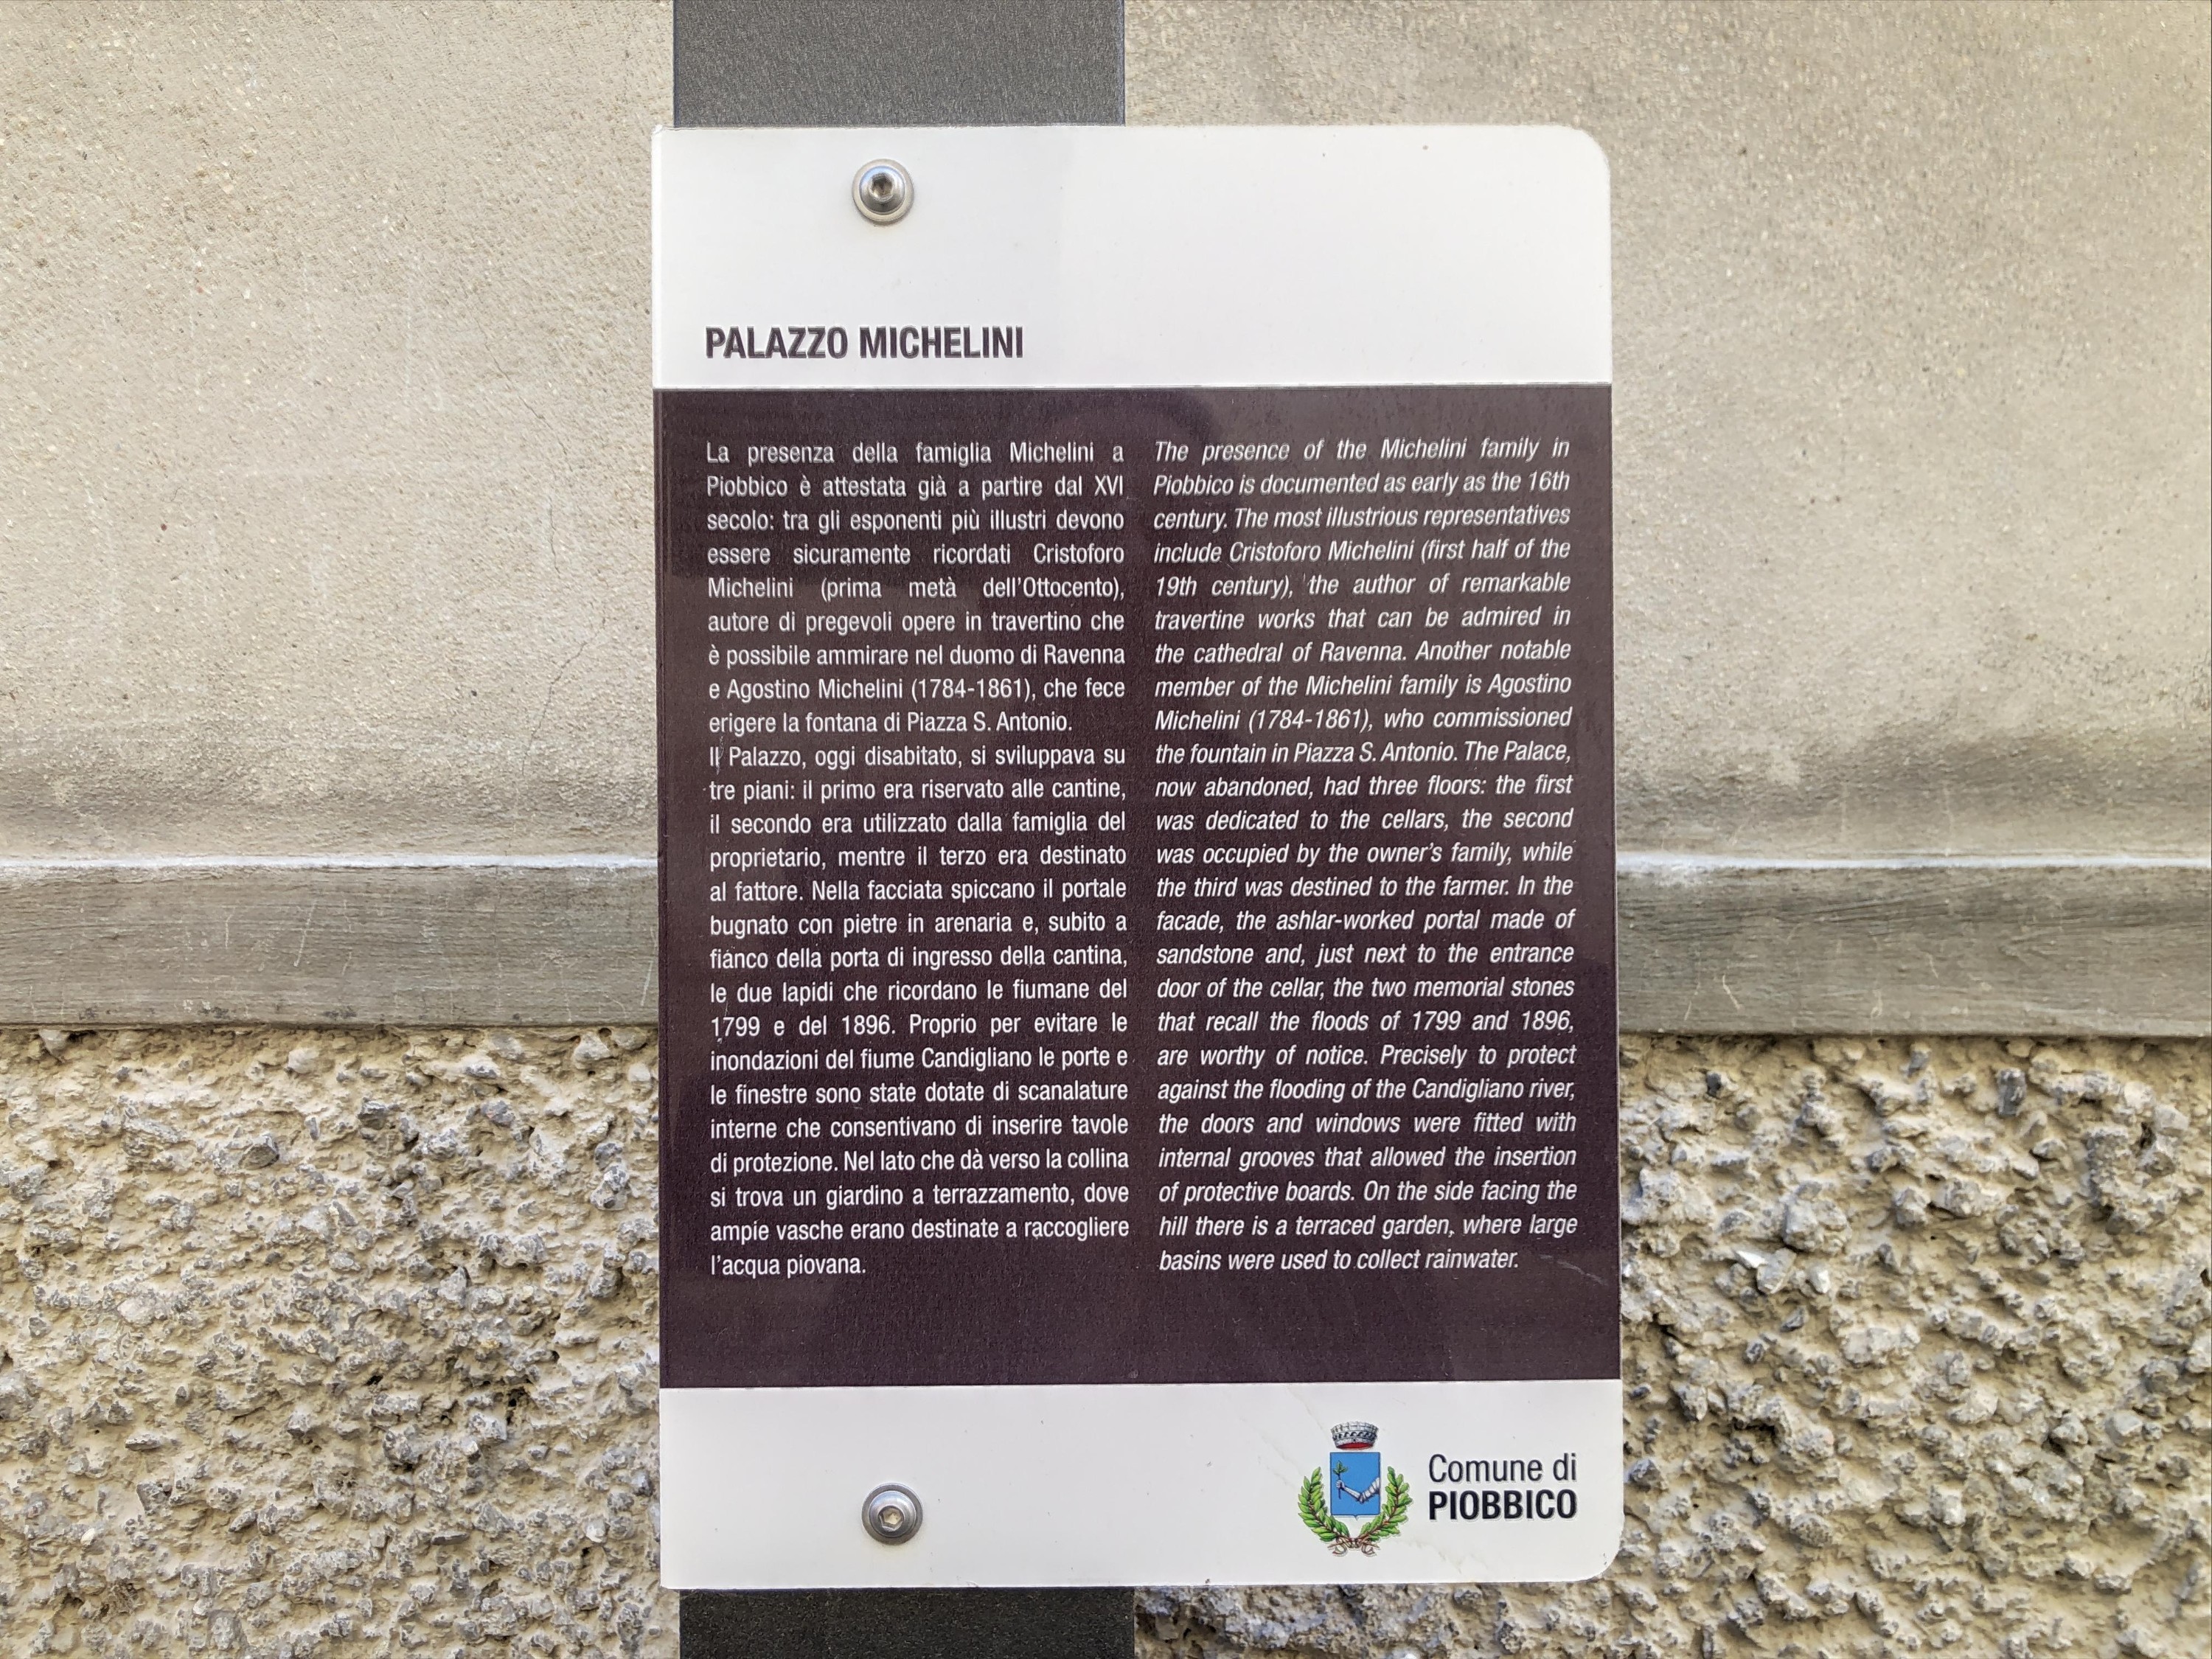 PALAZZO MICHELINI
La presenza della famiglia Michelini a
Piobbico è attestata già a partire dal XVI
secolo: tra gli esponenti più illustri devono
essere sicuramente ricordati Cristoforo
Michelini (prima metà dell'Ottocento),
autore di pregevoli opere in travertino che
è possibile ammirare nel duomo di Ravenna
e Agostino Michelini (1784-1861), che fece
erigere la fontana di Piazza S. Antonio.
Il Palazzo, oggi disabitato, si sviluppava su
tre piani: il primo era riservato alle cantine,
il secondo era utilizzato dalla famiglia del
proprietario, mentre il terzo era destinato
al fattore. Nella facciata spiccano il portale
bugnato con pietre in arenaria e, subito a
fianco della porta di ingresso della cantina,
le due lapidi che ricordano le fiumane del
1799 e del 1896. Proprio per evitare le
inondazioni del fiume Candigliano le porte e
le finestre sono state dotate di scanalature
interne che consentivano di inserire tavole
di protezione. Nel lato che dà verso la collina
si trova un giardino a terrazzamento, dove
ampie vasche erano destinate a raccogliere
l'acqua piovana.
The presence of the Michelini family in
Piobbico is documented as early as the 16th
century. The most illustrious representatives
include Cristoforo Michelini (first half of the
19th century), the author of remarkable
travertine works that can be admired in
the cathedral of Ravenna. Another notable
member of the Michelini family is Agostino
Michelini (1784-1861), who commissioned
the fountain in Piazza S. Antonio. The Palace,
now abandoned, had three floors: the first
was dedicated to the cellars, the second
was occupied by the owner's family, while
the third was destined to the farmer. In the
facade, the ashlar-worked portal made of
sandstone and, just next to the entrance
door of the cellar, the two memorial stones
that recall the floods of 1799 and 1896,
are worthy of notice. Precisely to protect
against the flooding of the Candigliano river,
the doors and windows were fitted with
internal grooves that allowed the insertion
of protective boards. On the side facing the
hill there is a terraced garden, where large
basins were used to collect rainwater.
Comune di
PIOBBICO